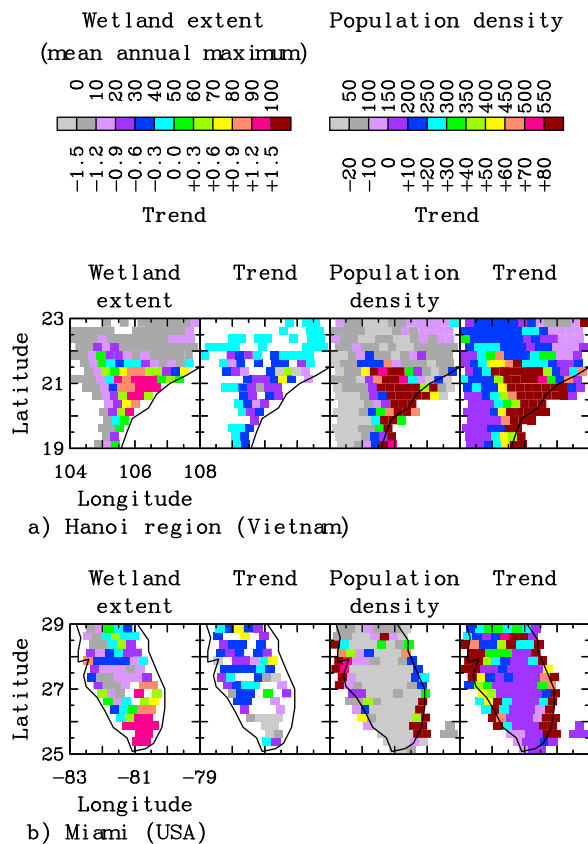 Wetland extent Population density
(mean annual maximum)
0 10 20 30 40 50 60 70 80 90 100 50 100 150 200 250 300 350 400 450 500 550
−1.5 −1.2 −0.9 −0.6 −0.3 0.0 +0.3 +0.6 +0.9 +1.2 +1.5 −20 −10 0 +10 +20 +30 +40 +50 +60 +70 +80
Trend Trend
Wetland extent Trend Population density Trend
23
21
19
Latitude
104 106 108
Longitude
a) Hanoi region (Vietnam)
Wetland extent Trend Population density Trend
29
27
25
Latitude
−83 −81 −79
Longitude
b) Miami (USA)